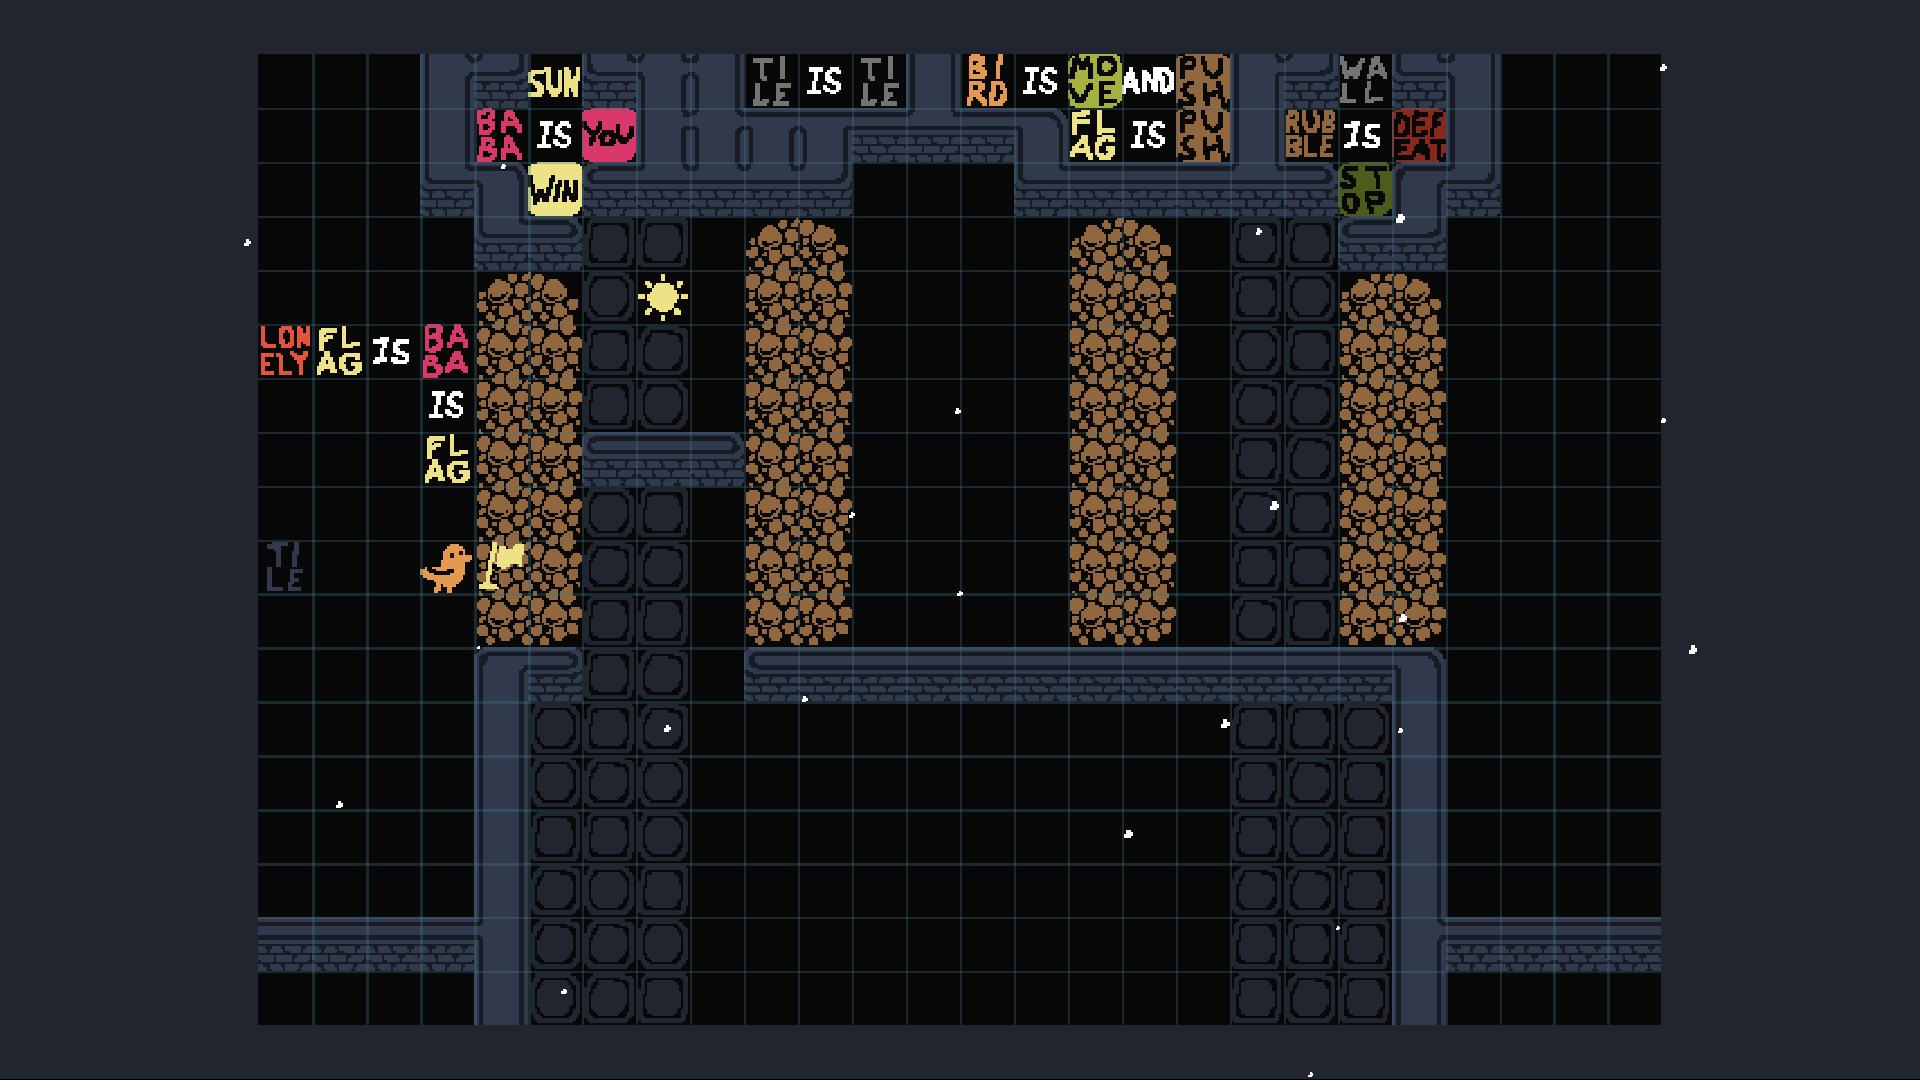 SUN
TILE IS TILE
BIRD IS MOVE AND PUSH
WALL
BABA IS YOU
FLAG IS PUSH
RUBBLE IS DEFEAT
WIN
STOP
LONELY FLAG IS BABA
IS
FLAG
TILE